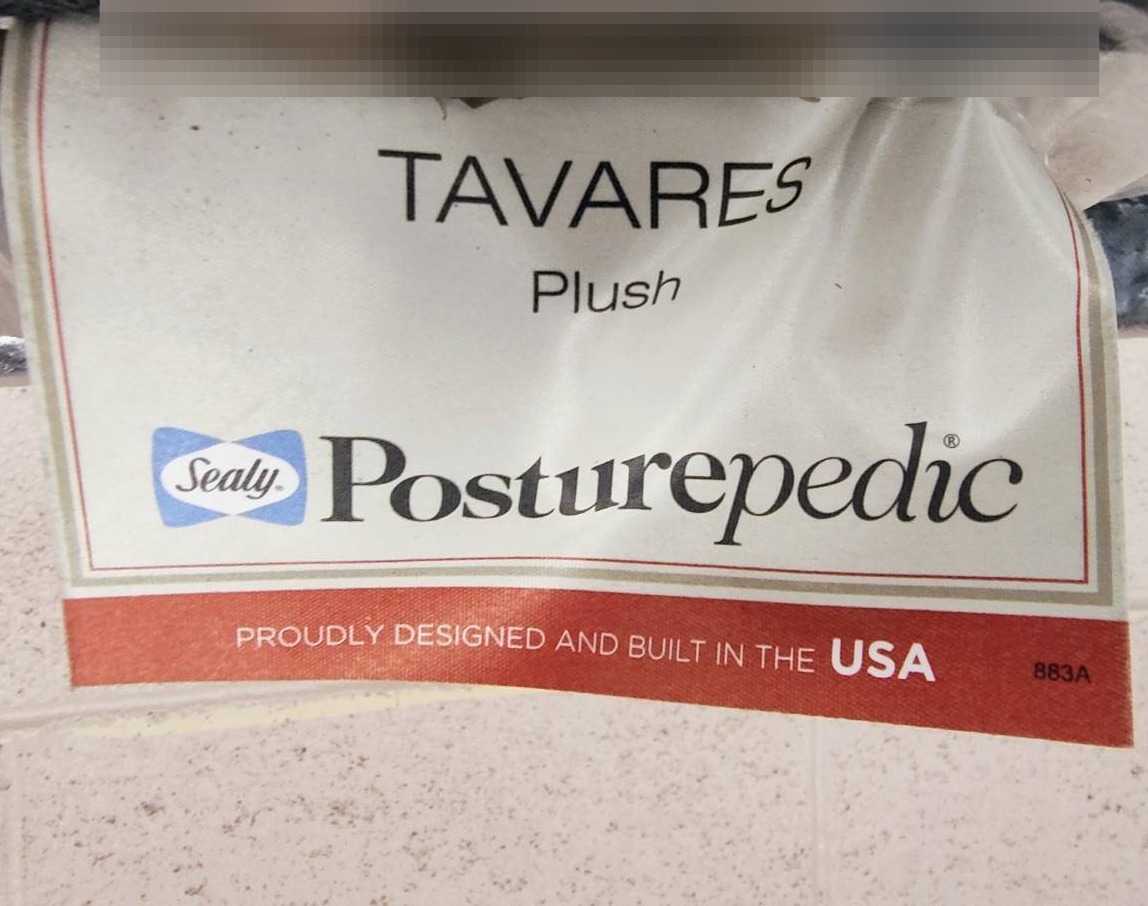 TAVARES
Plush
Sealy® Posturepedic®
PROUDLY DESIGNED AND BUILT IN THE USA
883A